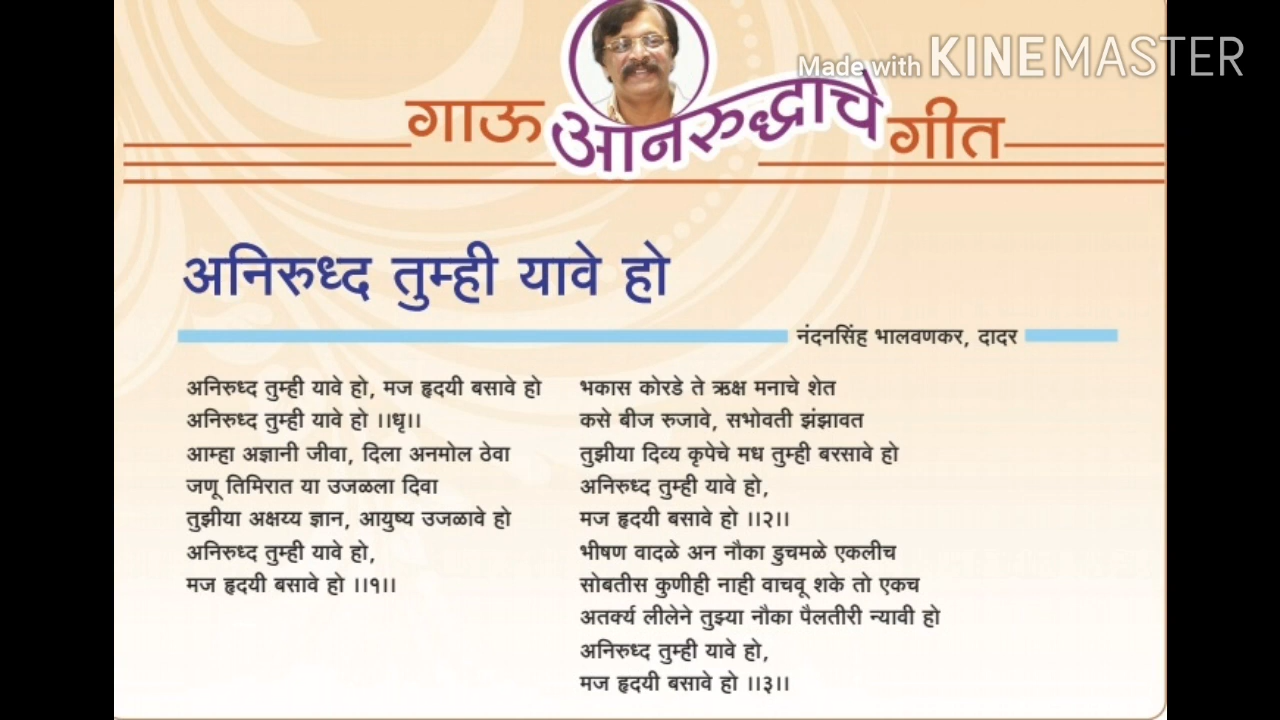 Made with KINEMASTER
गाऊ आनरुद्धाचे गीत
अनिरुध्द तुम्ही यावे हो
नंदनसिंह भालवणकर, दादर
अनिरुध्द तुम्ही यावे हो, मज हृदयी बसावे हो
अनिरुध्द तुम्ही यावे हो ।।धृ।।
आम्हा अज्ञानी जीवा, दिला अनमोल ठेवा
जणू तिमिरात या उजळला दिवा
तुझीया अक्षय्य ज्ञान, आयुष्य उजळावे हो
अनिरुध्द तुम्ही यावे हो,
मज हृदयी बसावे हो ।।१।।
भकास कोरडे ते ऋक्ष मनाचे शेत
कसे बीज रुजावे, सभोवती झंझावत
तुझीया दिव्य कृपेचे मध तुम्ही बरसावे हो
अनिरुध्द तुम्ही यावे हो,
मज हृदयी बसावे हो ।।२।।
भीषण वादळे अन नौका डुचमळे एकलीच
सोबतीस कुणीही नाही वाचवू शके तो एकच
अतर्क्य लीलेने तुझ्या नौका पैलतीरी न्यावी हो
अनिरुध्द तुम्ही यावे हो,
मज हृदयी बसावे हो ।।३।।